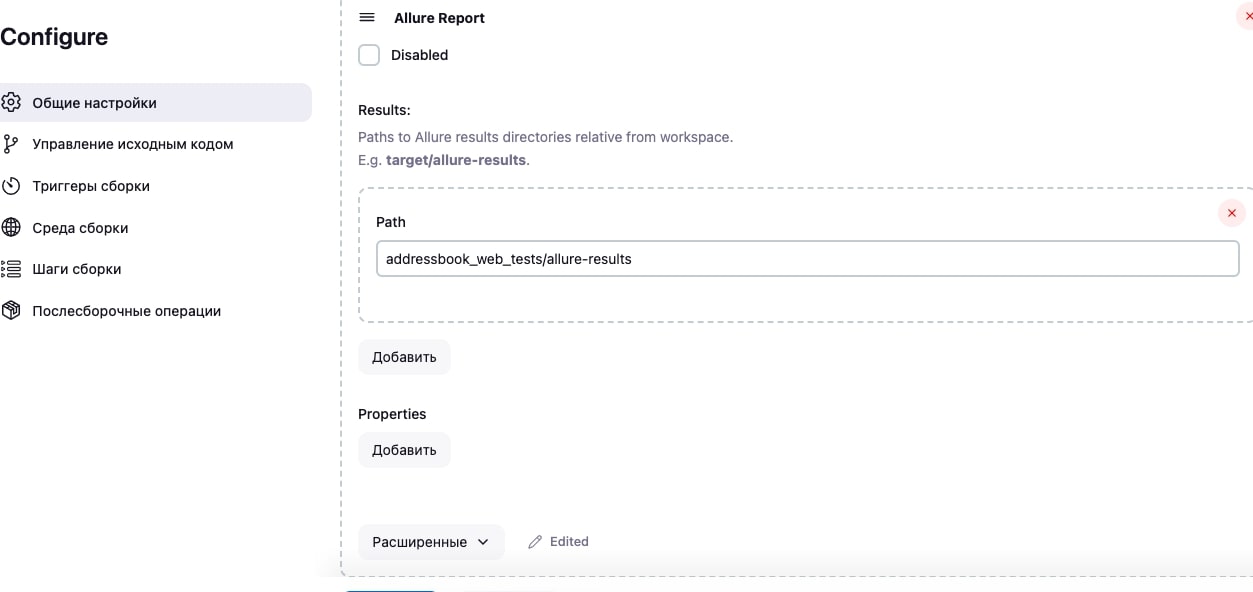 Configure
Общие настройки
Управление исходным кодом
Триггеры сборки
Среда сборки
Шаги сборки
Послесборочные операции
Allure Report
Disabled
Results:
Paths to Allure results directories relative from workspace.
E.g. target/allure-results.
Path
addressbook_web_tests/allure-results
Добавить
Properties
Добавить
Расширенные
Edited